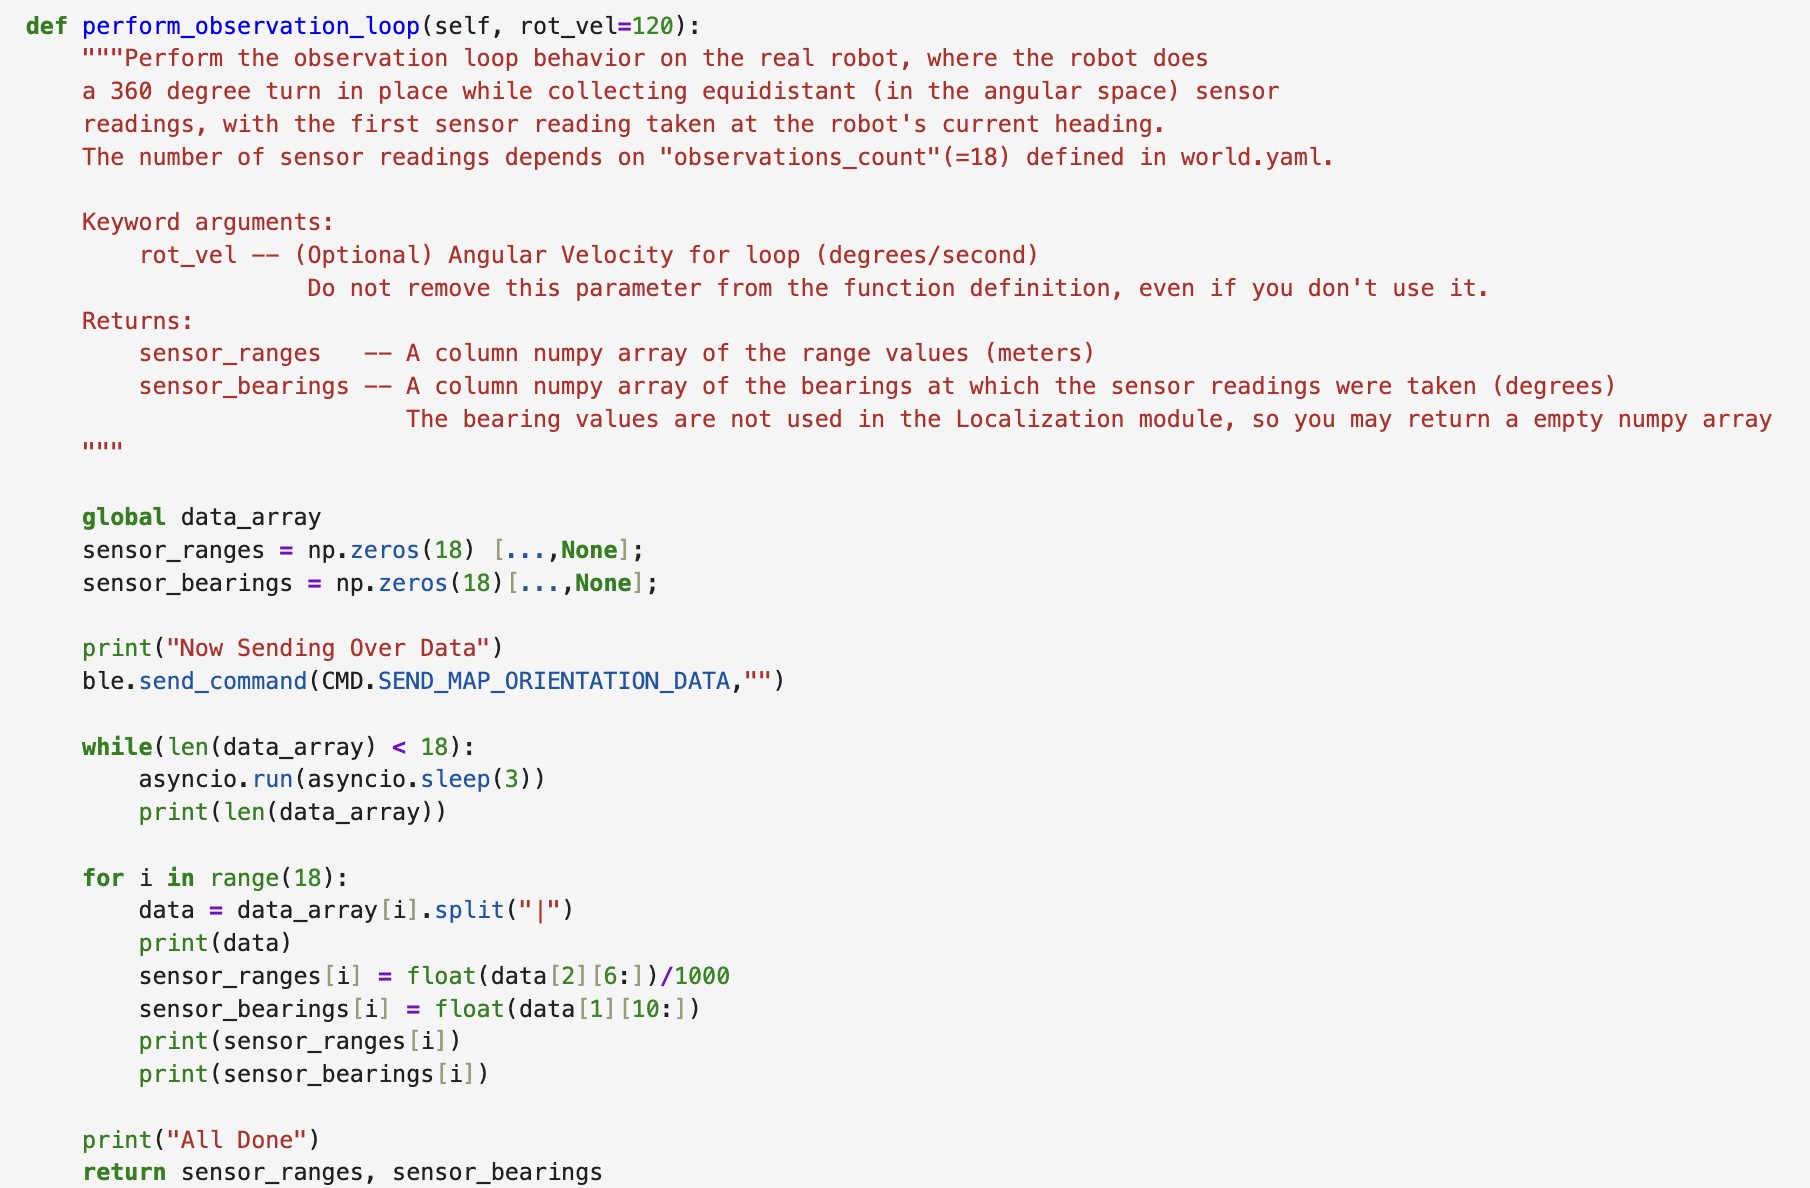 def perform_observation_loop(self, rot_vel=120):
    """Perform the observation loop behavior on the real robot, where the robot does
    a 360 degree turn in place while collecting equidistant (in the angular space) sensor
    readings, with the first sensor reading taken at the robot's current heading.
    The number of sensor readings depends on "observations_count"(=18) defined in world.yaml.

    Keyword arguments:
        rot_vel -- (Optional) Angular Velocity for loop (degrees/second)
                    Do not remove this parameter from the function definition, even if you don't use it.
    Returns:
        sensor_ranges   -- A column numpy array of the range values (meters)
        sensor_bearings -- A column numpy array of the bearings at which the sensor readings were taken (degrees)
                           The bearing values are not used in the Localization module, so you may return a empty numpy array
    """

    global data_array
    sensor_ranges = np.zeros(18) [...,None];
    sensor_bearings = np.zeros(18)[...,None];

    print("Now Sending Over Data")
    ble.send_command(CMD.SEND_MAP_ORIENTATION_DATA,"")

    while(len(data_array) < 18):
        asyncio.run(asyncio.sleep(3))
        print(len(data_array))

    for i in range(18):
        data = data_array[i].split("|")
        print(data)
        sensor_ranges[i] = float(data[2][6:])/1000
        sensor_bearings[i] = float(data[1][10:])
        print(sensor_ranges[i])
        print(sensor_bearings[i])

    print("All Done")
    return sensor_ranges, sensor_bearings